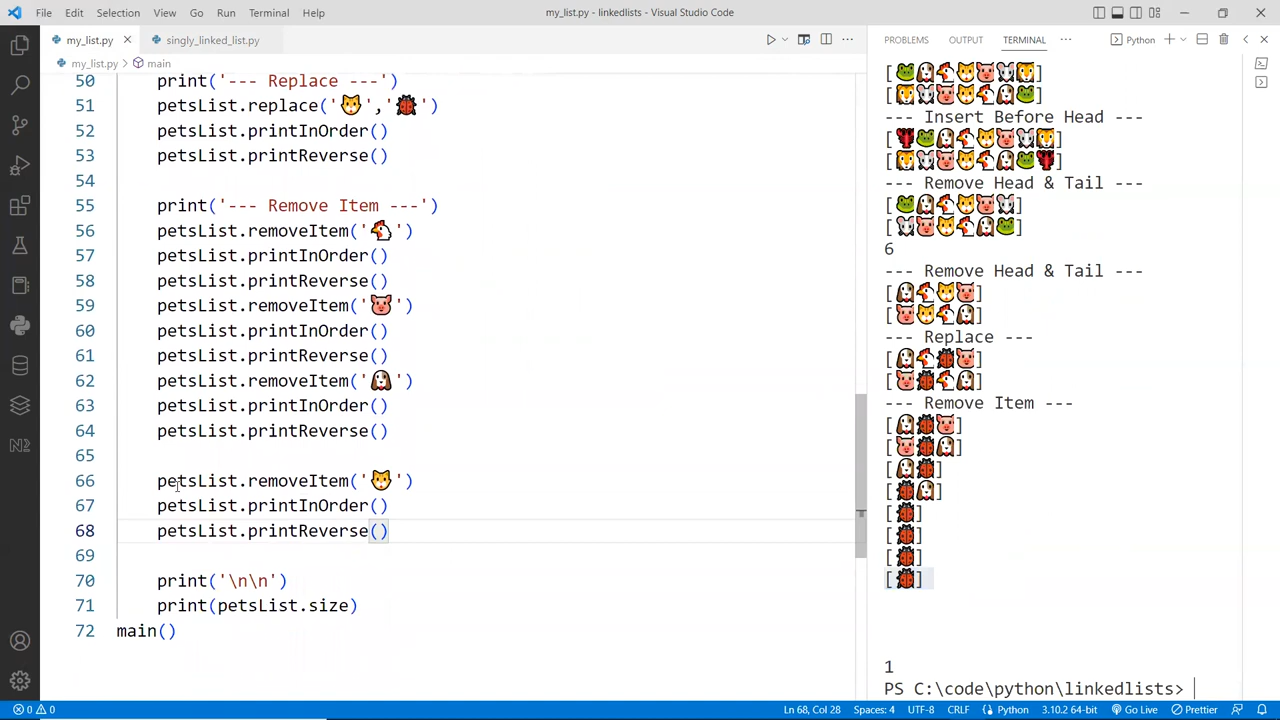 File Edit Selection View Go Run Terminal Help my_list.py - linkedlists - Visual Studio Code
my_list.py singly_linked_list.py
my_list.py > main
50 print('--- Replace ---')
51 petsList.replace('🐱','🐞')
52 petsList.printInOrder()
53 petsList.printReverse()
54
55 print('--- Remove Item ---')
56 petsList.removeItem('🐔')
57 petsList.printInOrder()
58 petsList.printReverse()
59 petsList.removeItem('🐷')
60 petsList.printInOrder()
61 petsList.printReverse()
62 petsList.removeItem('🐶')
63 petsList.printInOrder()
64 petsList.printReverse()
65
66 petsList.removeItem('🐱')
67 petsList.printInOrder()
68 petsList.printReverse()
69
70 print('\n\n')
71 print(petsList.size)
72 main()
PROBLEMS OUTPUT TERMINAL Python
[🐸🐶🐔🐱🐷🐭🐯]
[🐯🐭🐷🐱🐔🐶🐸]
--- Insert Before Head ---
[🦞🐸🐶🐔🐱🐷🐭🐯]
[🐯🐭🐷🐱🐔🐶🐸🦞]
--- Remove Head & Tail ---
[🐸🐶🐔🐱🐷🐭]
[🐭🐷🐱🐔🐶🐸]
6
--- Remove Head & Tail ---
[🐶🐔🐱🐷]
[🐷🐱🐔🐶]
--- Replace ---
[🐶🐔🐞🐷]
[🐷🐞🐔🐶]
--- Remove Item ---
[🐶🐞🐷]
[🐷🐞🐶]
[🐶🐞]
[🐞🐶]
[🐞]
[🐞]
[🐞]
[🐞]
1
PS C:\code\python\linkedlists>
0 0 Ln 68, Col 28 Spaces: 4 UTF-8 CRLF Python 3.10.2 64-bit Go Live Prettier